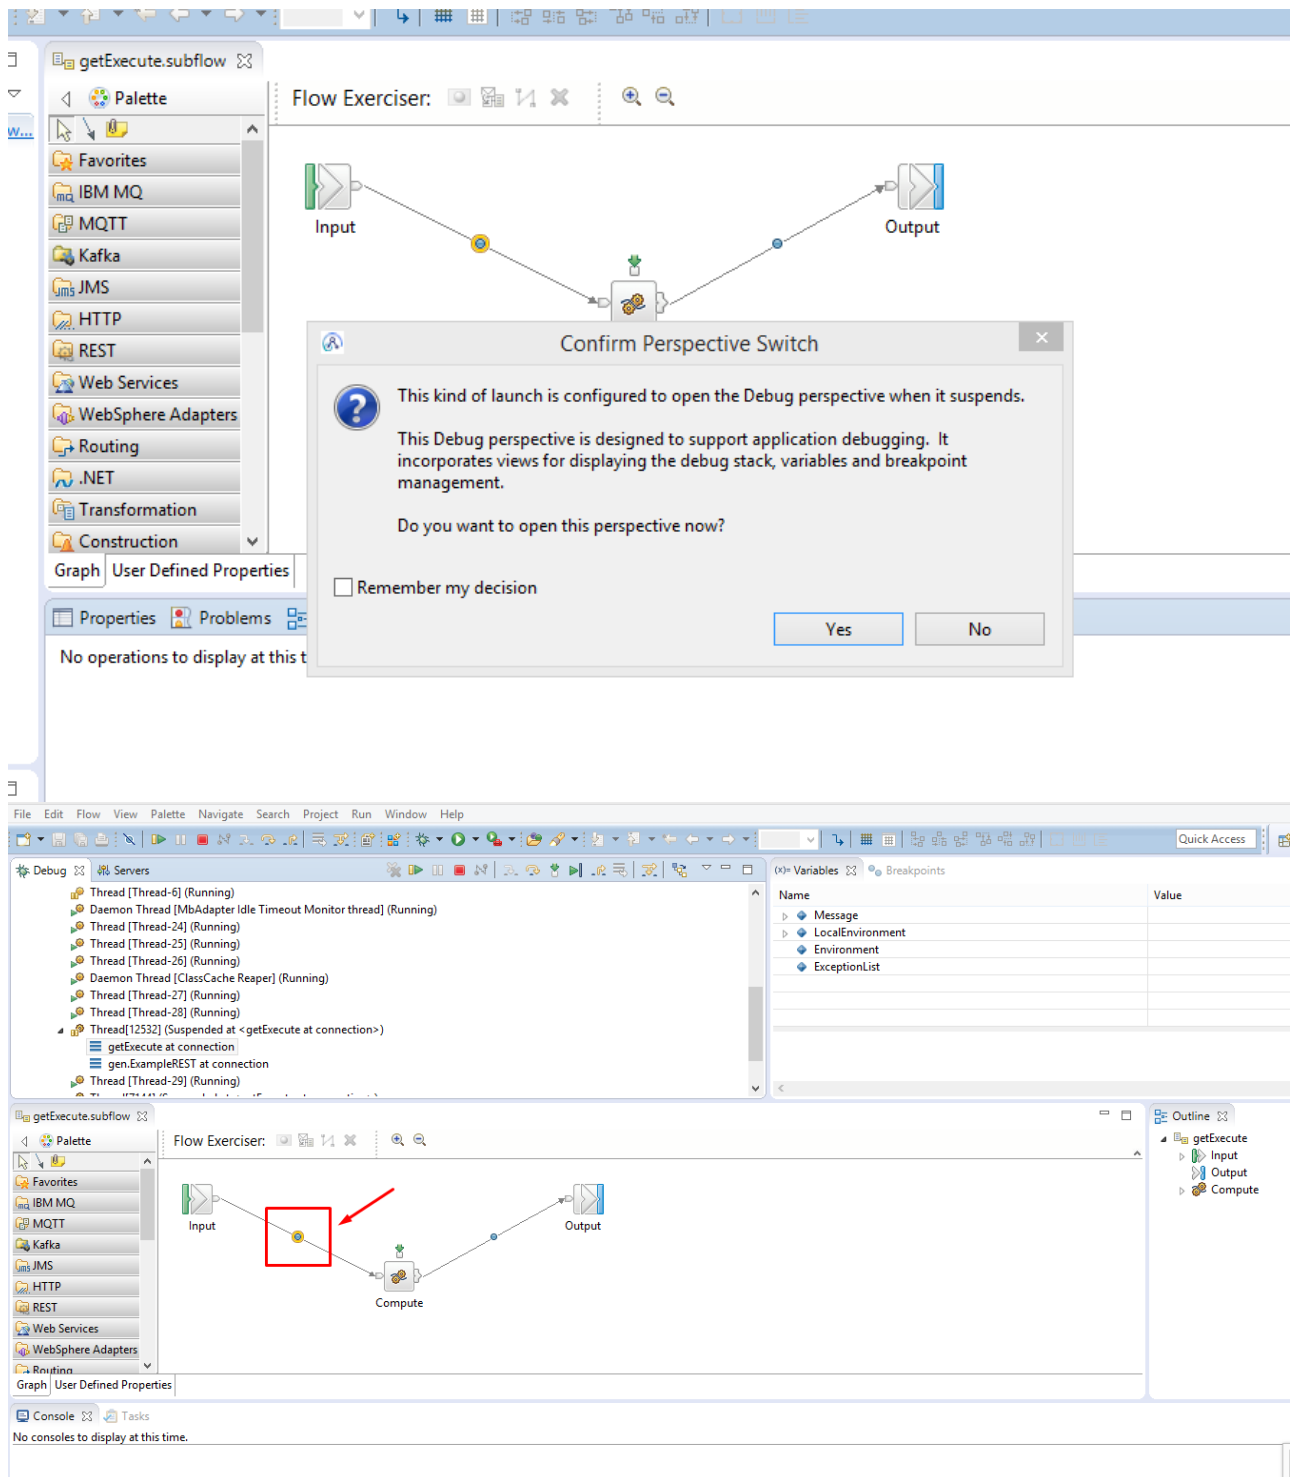 getExecute.subflow
Palette
Flow Exerciser:
w...
Favorites
IBM MQ
MQTT
Kafka
JMS
HTTP
REST
Web Services
WebSphere Adapters
Routing
.NET
Transformation
Construction
Input
Output
Confirm Perspective Switch
This kind of launch is configured to open the Debug perspective when it suspends.
This Debug perspective is designed to support application debugging. It
incorporates views for displaying the debug stack, variables and breakpoint
management.
Do you want to open this perspective now?
Remember my decision
Yes No
Graph User Defined Properties
Properties Problems
No operations to display at this t
File Edit Flow View Palette Navigate Search Project Run Window Help
Quick Access
Debug Servers
Thread [Thread-6] (Running)
Daemon Thread [MbAdapter Idle Timeout Monitor thread] (Running)
Thread [Thread-24] (Running)
Thread [Thread-25] (Running)
Thread [Thread-26] (Running)
Daemon Thread [ClassCache Reaper] (Running)
Thread [Thread-27] (Running)
Thread [Thread-28] (Running)
Thread[12532] (Suspended at <getExecute at connection>)
getExecute at connection
gen.ExampleREST at connection
Thread [Thread-29] (Running)
(x)= Variables Breakpoints
Name Value
Message
LocalEnvironment
Environment
ExceptionList
getExecute.subflow
Palette
Flow Exerciser:
Favorites
IBM MQ
MQTT
Kafka
JMS
HTTP
REST
Web Services
WebSphere Adapters
Routing
Input
Output
Compute
Graph User Defined Properties
Outline
getExecute
Input
Output
Compute
Console Tasks
No consoles to display at this time.